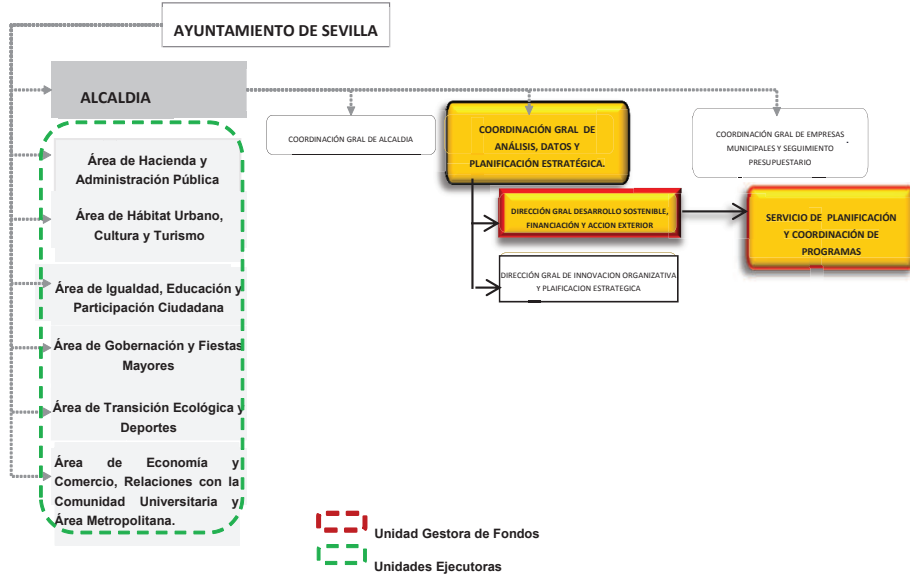 AYUNTAMIENTO DE SEVILLA
ALCALDIA
COORDINACIÓN GRAL DE ALCALDIA
COORDINACIÓN GRAL DE
ANÁLISIS, DATOS Y
PLANIFICACIÓN ESTRATÉGICA.
COORDINACIÓN GRAL DE EMPRESAS
MUNICIPALES Y SEGUIMIENTO
PRESUPUESTARIO
DIRECCIÓN GRAL DESARROLLO SOSTENIBLE,
FINANCIACIÓN Y ACCION EXTERIOR
SERVICIO DE PLANIFICACIÓN
Y COORDINACIÓN DE
PROGRAMAS
DIRECCIÓN GRAL DE INNOVACION ORGANIZATIVA
Y PLAIFICACION ESTRATEGICA
Área de Hacienda y
Administración Pública
Área de Hábitat Urbano,
Cultura y Turismo
Área de Igualdad, Educación y
Participación Ciudadana
Área de Gobernación y Fiestas
Mayores
Área de Transición Ecológica y
Deportes
Área de Economía y
Comercio, Relaciones con la
Comunidad Universitaria y
Área Metropolitana.
Unidad Gestora de Fondos
Unidades Ejecutoras